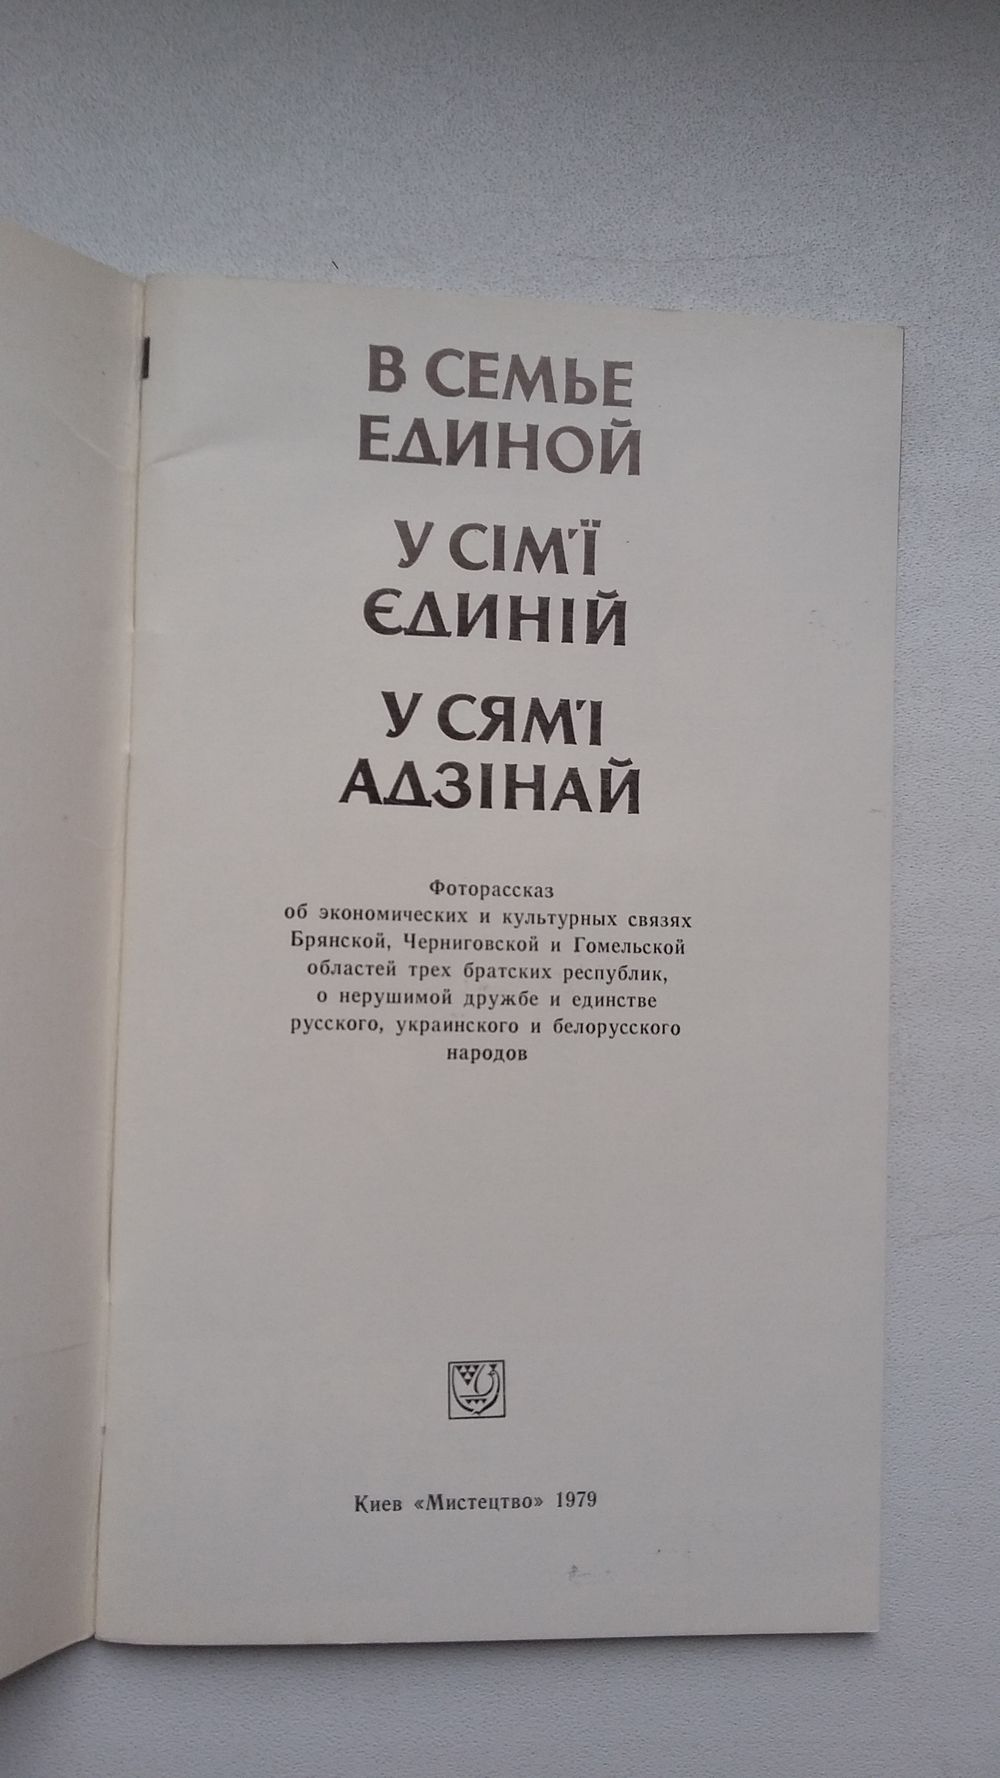 В СЕМЬЕ
ЕДИНОЙ
У СІМ'Ї
ЄДИНІЙ
У СЯМ'І
АДЗІНАЙ
Фоторассказ
об экономических и культурных связях
Брянской, Черниговской и Гомельской
областей трех братских республик,
о нерушимой дружбе и единстве
русского, украинского и белорусского
народов
Киев «Мистецтво» 1979